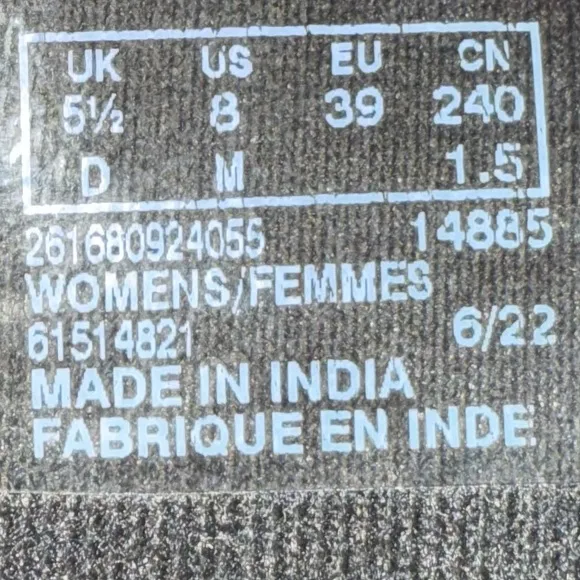 UK US EU CN
5½ 8 39 240
D M 1.5
261680924055 14885
WOMENS/FEMMES
61514821 6/22
MADE IN INDIA
FABRIQUE EN INDE